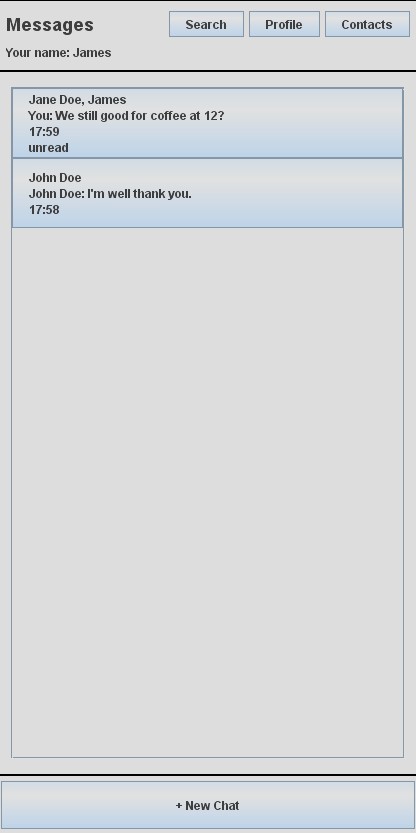 Messages
Search
Profile
Contacts
Your name: James
Jane Doe, James
You: We still good for coffee at 12?
17:59
unread
John Doe
John Doe: I'm well thank you.
17:58
+ New Chat